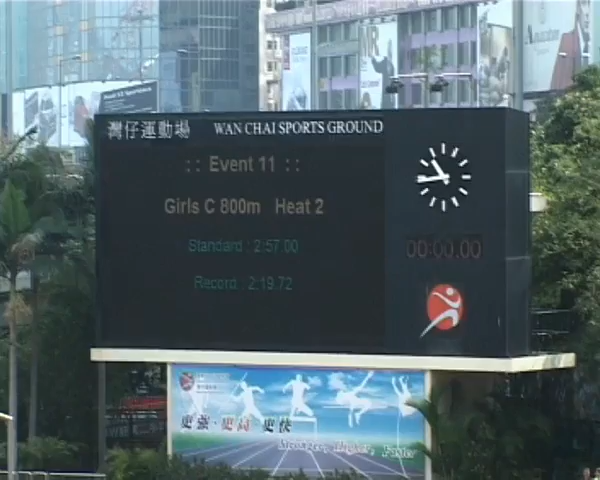 灣仔運動場 WAN CHAI SPORTS GROUND
:: Event 11 ::
Girls C 800m Heat 2
Standard : 2:57.00
Record : 2:19.72
00:00.00
更強·更高·更快
Stronger, Higher, Faster